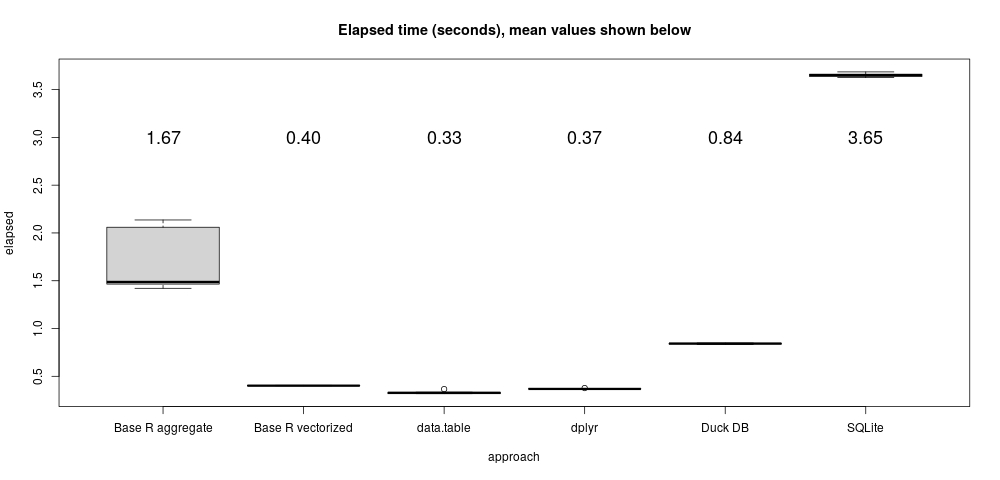 Elapsed time (seconds), mean values shown below
3.5
3.0
2.5
2.0
1.5
1.0
0.5
elapsed
1.67 0.40 0.33 0.37 0.84 3.65
Base R aggregate Base R vectorized data.table dplyr Duck DB SQLite
approach